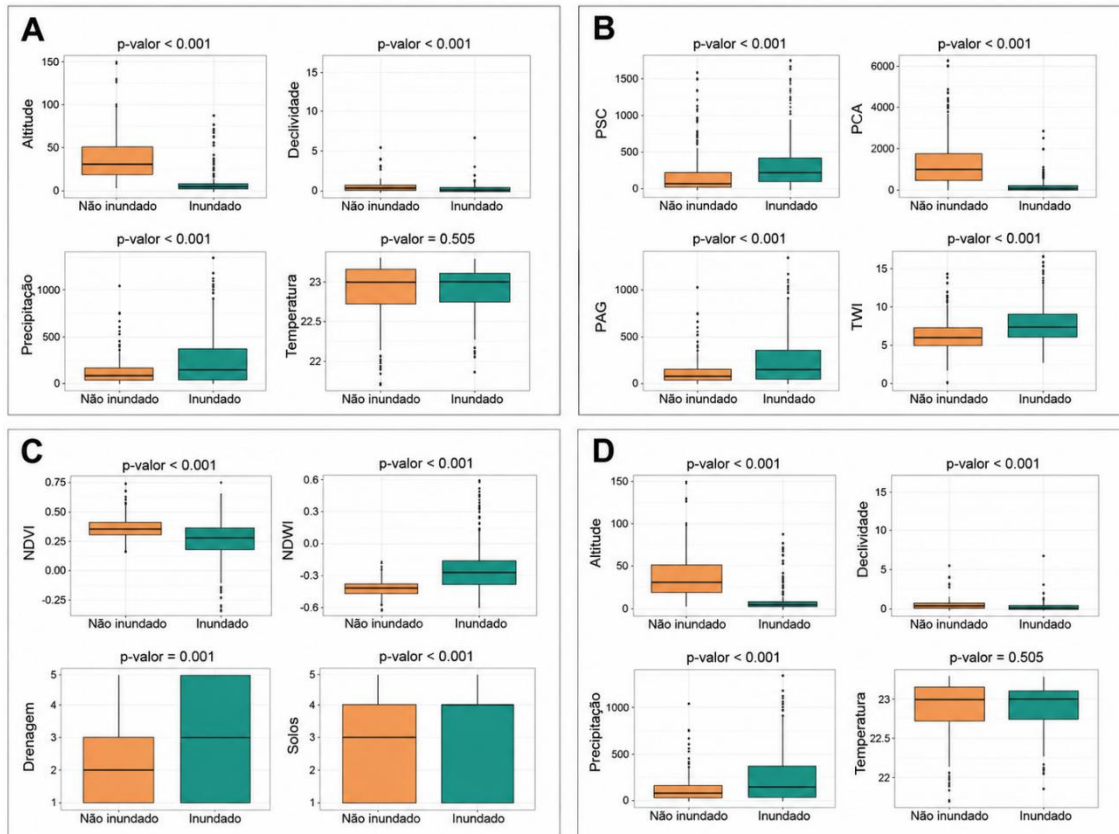 A
p-valor < 0.001
Altitude
150
100
50
0
Não inundado
Inundado
p-valor < 0.001
Declividade
15
10
5
0
Não inundado
Inundado
p-valor < 0.001
Precipitação
1000
500
0
Não inundado
Inundado
p-valor = 0.505
Temperatura
23
22.5
22
Não inundado
Inundado
B
p-valor < 0.001
PSC
1500
1000
500
0
Não inundado
Inundado
p-valor < 0.001
PCA
6000
4000
2000
0
Não inundado
Inundado
p-valor < 0.001
PAG
1000
500
0
Não inundado
Inundado
p-valor < 0.001
TWI
15
10
5
0
Não inundado
Inundado
C
p-valor < 0.001
NDVI
0.75
0.50
0.25
0.00
-0.25
Não inundado
Inundado
p-valor < 0.001
NDWI
0.6
0.3
0.0
-0.3
-0.6
Não inundado
Inundado
p-valor = 0.001
Drenagem
5
4
3
2
1
Não inundado
Inundado
p-valor < 0.001
Solos
5
4
3
2
1
Não inundado
Inundado
D
p-valor < 0.001
Altitude
150
100
50
0
Não inundado
Inundado
p-valor < 0.001
Declividade
15
10
5
0
Não inundado
Inundado
p-valor < 0.001
Precipitação
1000
500
0
Não inundado
Inundado
p-valor = 0.505
Temperatura
23
22.5
22
Não inundado
Inundado